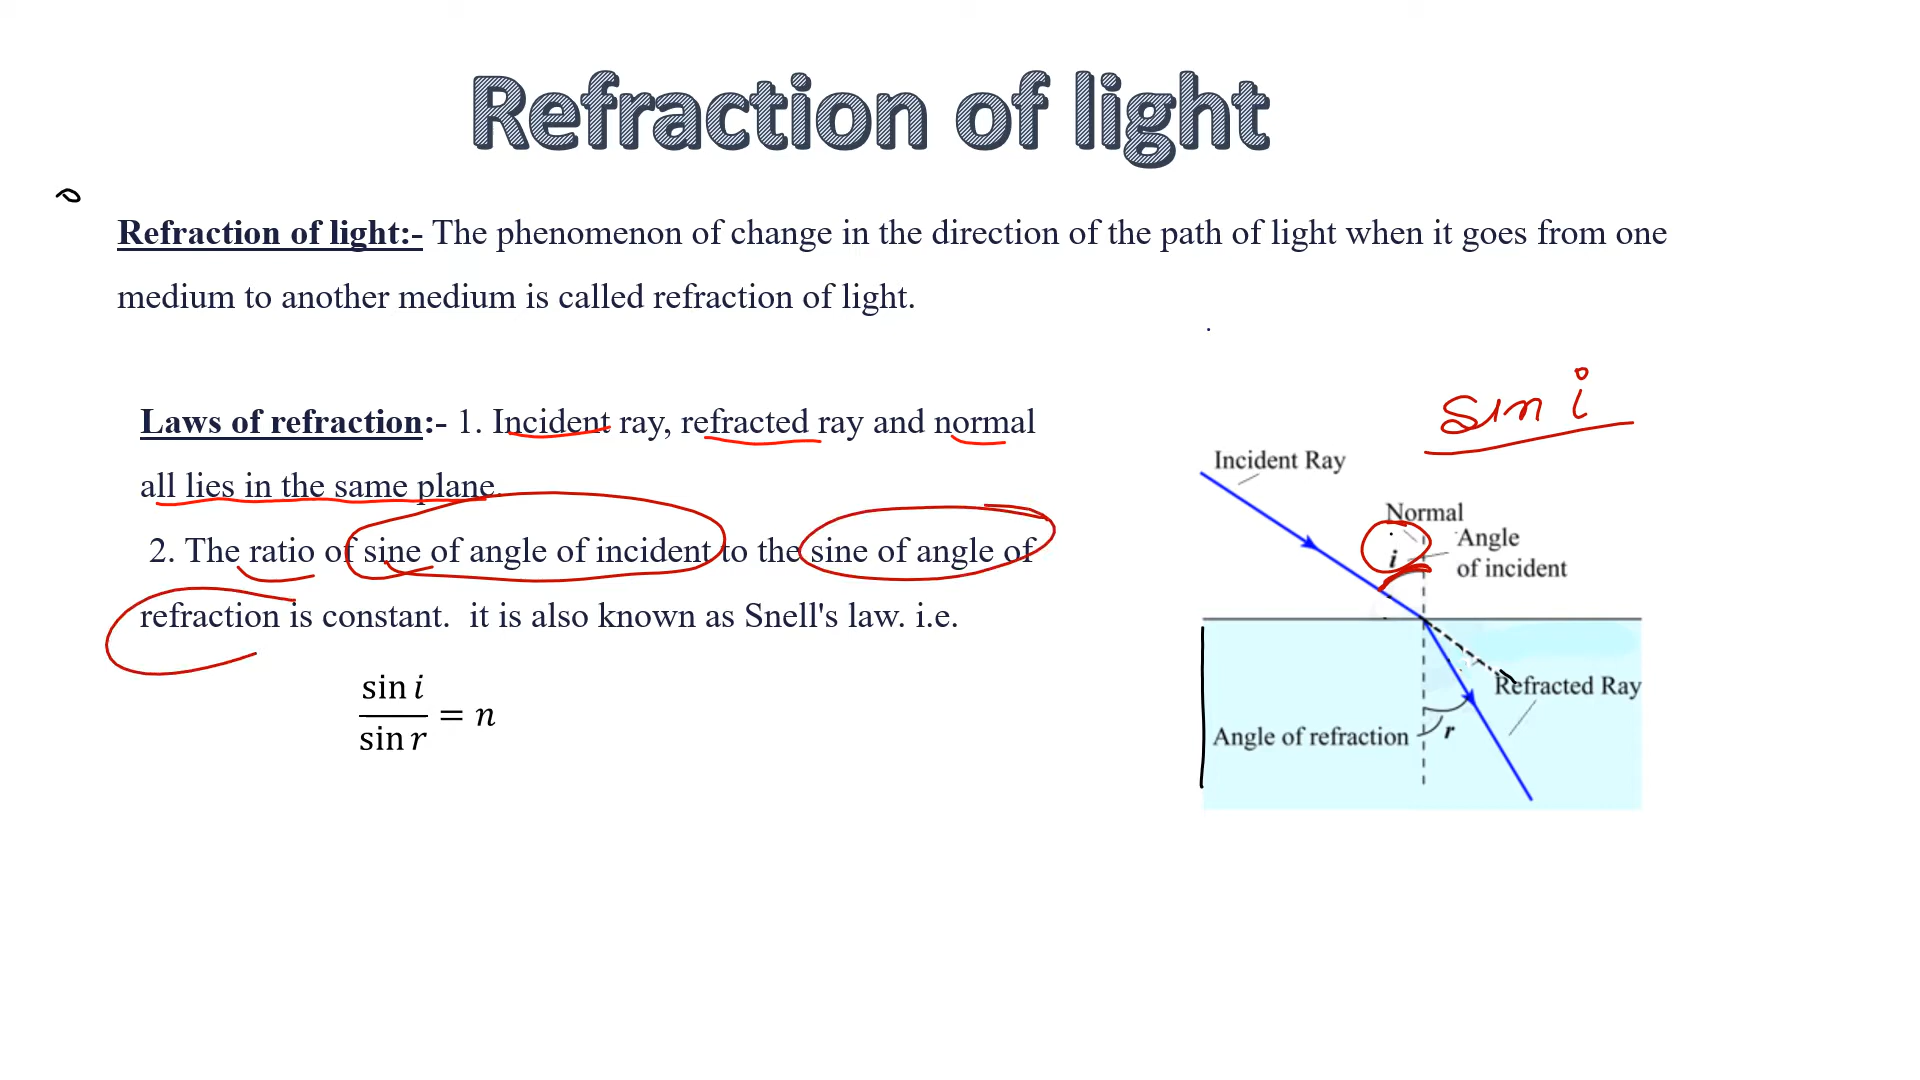 Refraction of light
Refraction of light:- The phenomenon of change in the direction of the path of light when it goes from one
medium to another medium is called refraction of light.
Laws of refraction:- 1. Incident ray, refracted ray and normal
all lies in the same plane.
2. The ratio of sine of angle of incident to the sine of angle of
refraction is constant.  it is also known as Snell's law. i.e.
sin i
sin r
= n
sin i
Incident Ray
Normal
i
Angle
of incident
Refracted Ray
Angle of refraction
r